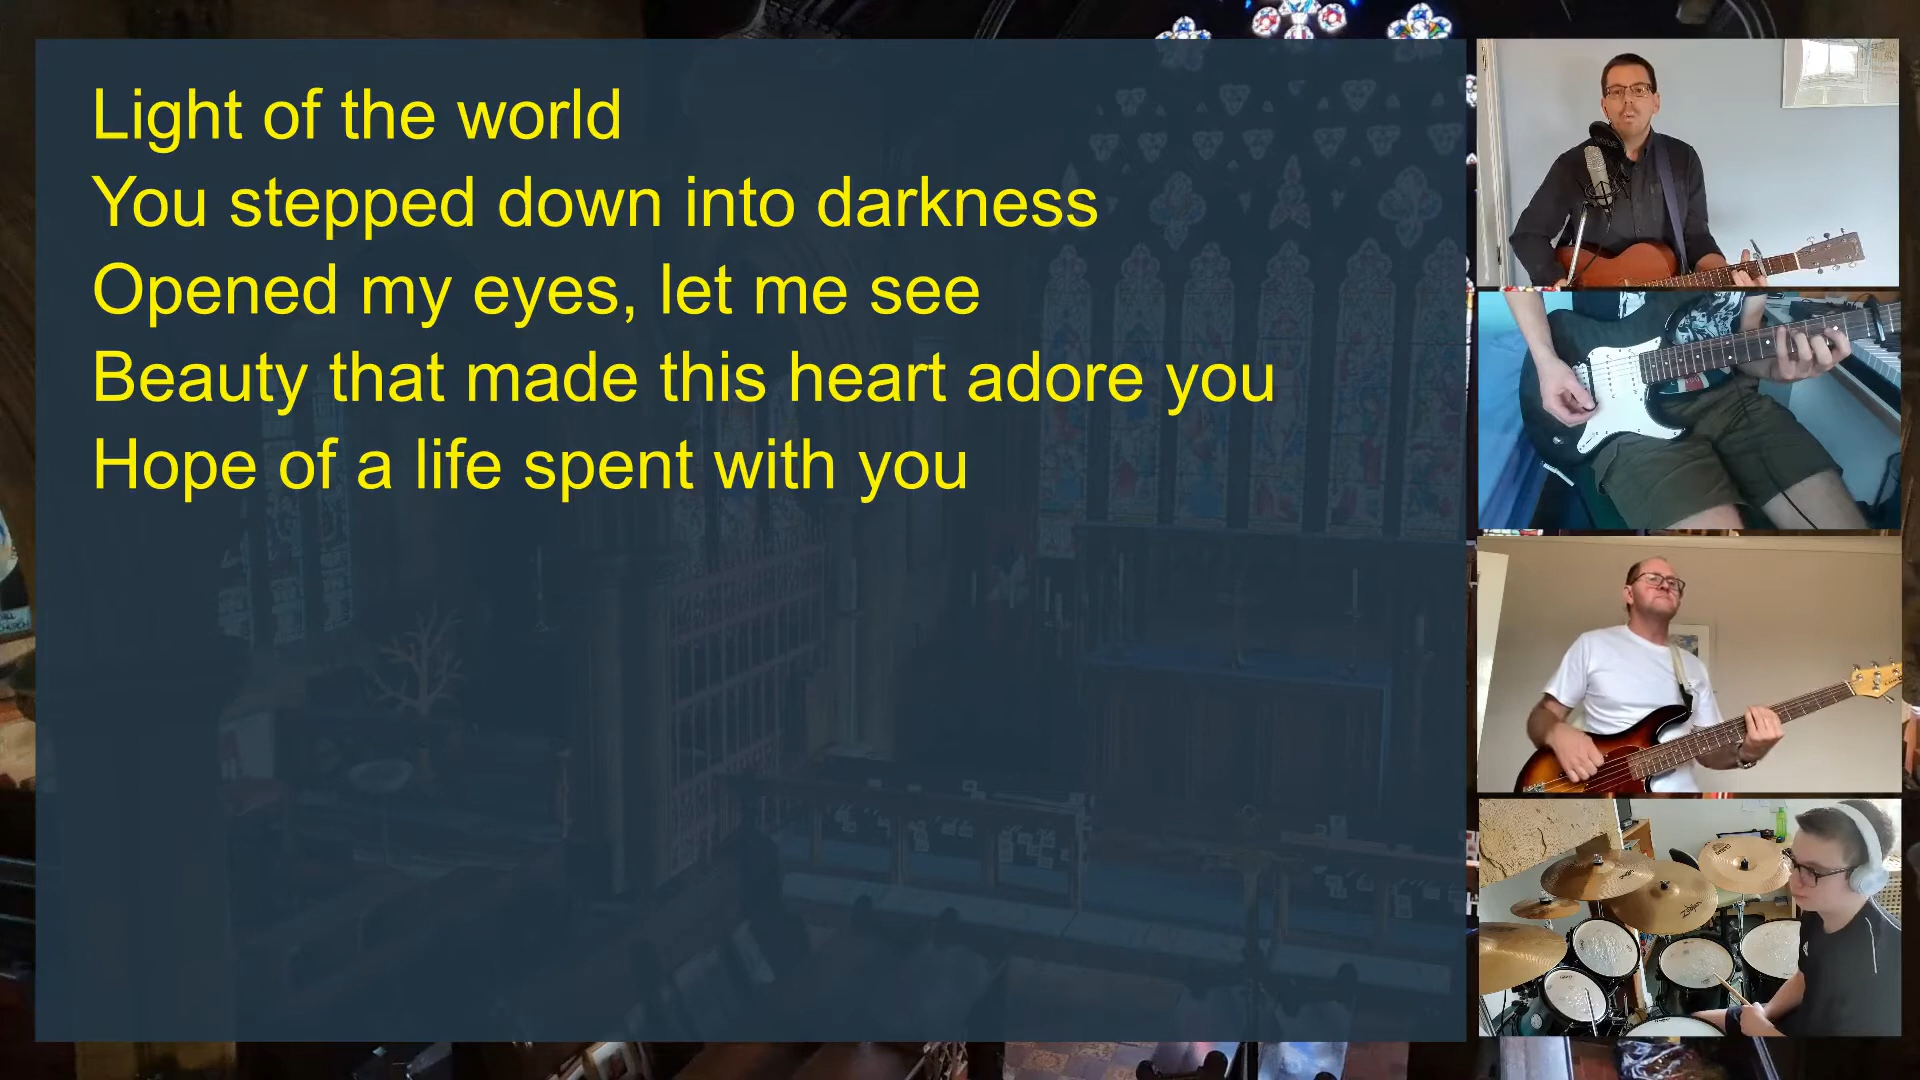 Light of the world
You stepped down into darkness
Opened my eyes, let me see
Beauty that made this heart adore you
Hope of a life spent with you
Zildjian